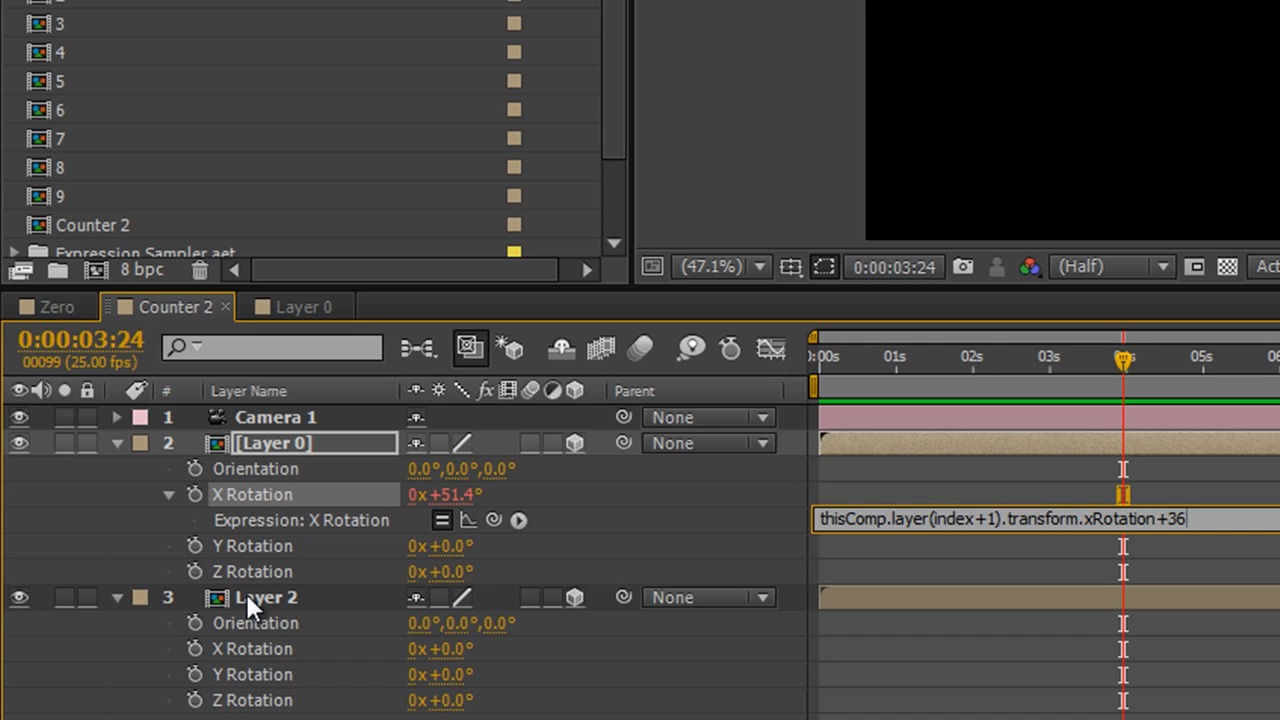 3
4
5
6
7
8
9
Counter 2
Expression Sampler.aet
8 bpc
(47.1%)
0:00:03:24
(Half)
Act
Zero
Counter 2 ×
Layer 0
0:00:03:24
00099 (25.00 fps)
):00s 01s 02s 03s 05s
# Layer Name Parent
1 Camera 1 None
2 [Layer 0] None
Orientation 0.0°,0.0°,0.0°
X Rotation 0x+51.4°
Expression: X Rotation
thisComp.layer(index+1).transform.xRotation+36
Y Rotation 0x+0.0°
Z Rotation 0x+0.0°
3 Layer 2 None
Orientation 0.0°,0.0°,0.0°
X Rotation 0x+0.0°
Y Rotation 0x+0.0°
Z Rotation 0x+0.0°